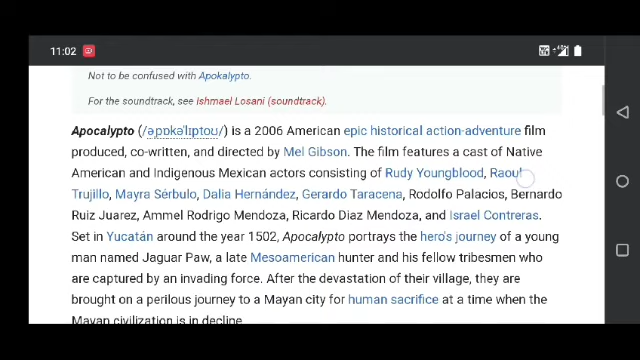 11:02
Not to be confused with Apokalypto.
For the soundtrack, see Ishmael Losani (soundtrack).
Apocalypto (/əˌpɒkəˈlɪptoʊ/) is a 2006 American epic historical action-adventure film
produced, co-written, and directed by Mel Gibson. The film features a cast of Native
American and Indigenous Mexican actors consisting of Rudy Youngblood, Raoul
Trujillo, Mayra Sérbulo, Dalia Hernández, Gerardo Taracena, Rodolfo Palacios, Bernardo
Ruiz Juarez, Ammel Rodrigo Mendoza, Ricardo Diaz Mendoza, and Israel Contreras.
Set in Yucatán around the year 1502, Apocalypto portrays the hero's journey of a young
man named Jaguar Paw, a late Mesoamerican hunter and his fellow tribesmen who
are captured by an invading force. After the devastation of their village, they are
brought on a perilous journey to a Mayan city for human sacrifice at a time when the
Mayan civilization is in decline.